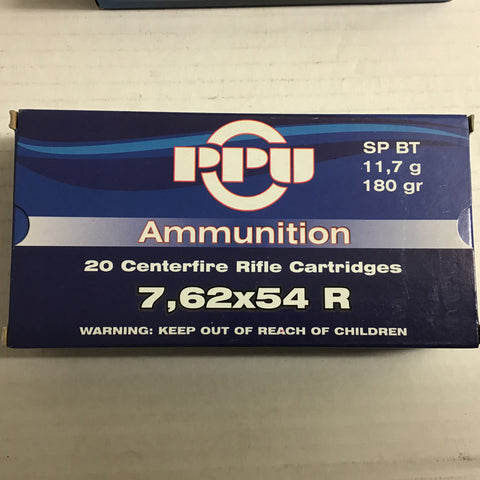 PPU
SP BT
11,7 g
180 gr
Ammunition
20 Centerfire Rifle Cartridges
7,62x54 R
WARNING: KEEP OUT OF REACH OF CHILDREN